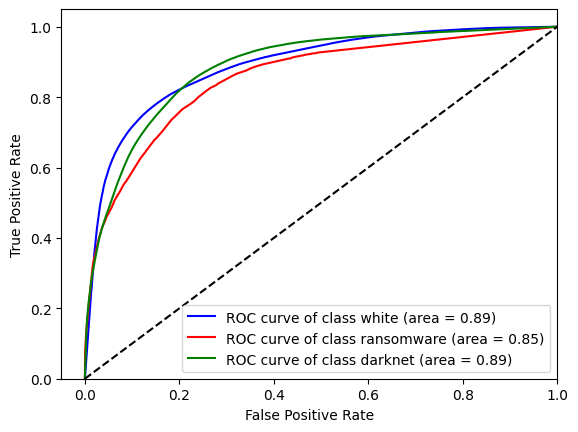 1.0
0.8
0.6
0.4
0.2
0.0
True Positive Rate
ROC curve of class white (area = 0.89)
ROC curve of class ransomware (area = 0.85)
ROC curve of class darknet (area = 0.89)
0.0 0.2 0.4 0.6 0.8 1.0
False Positive Rate